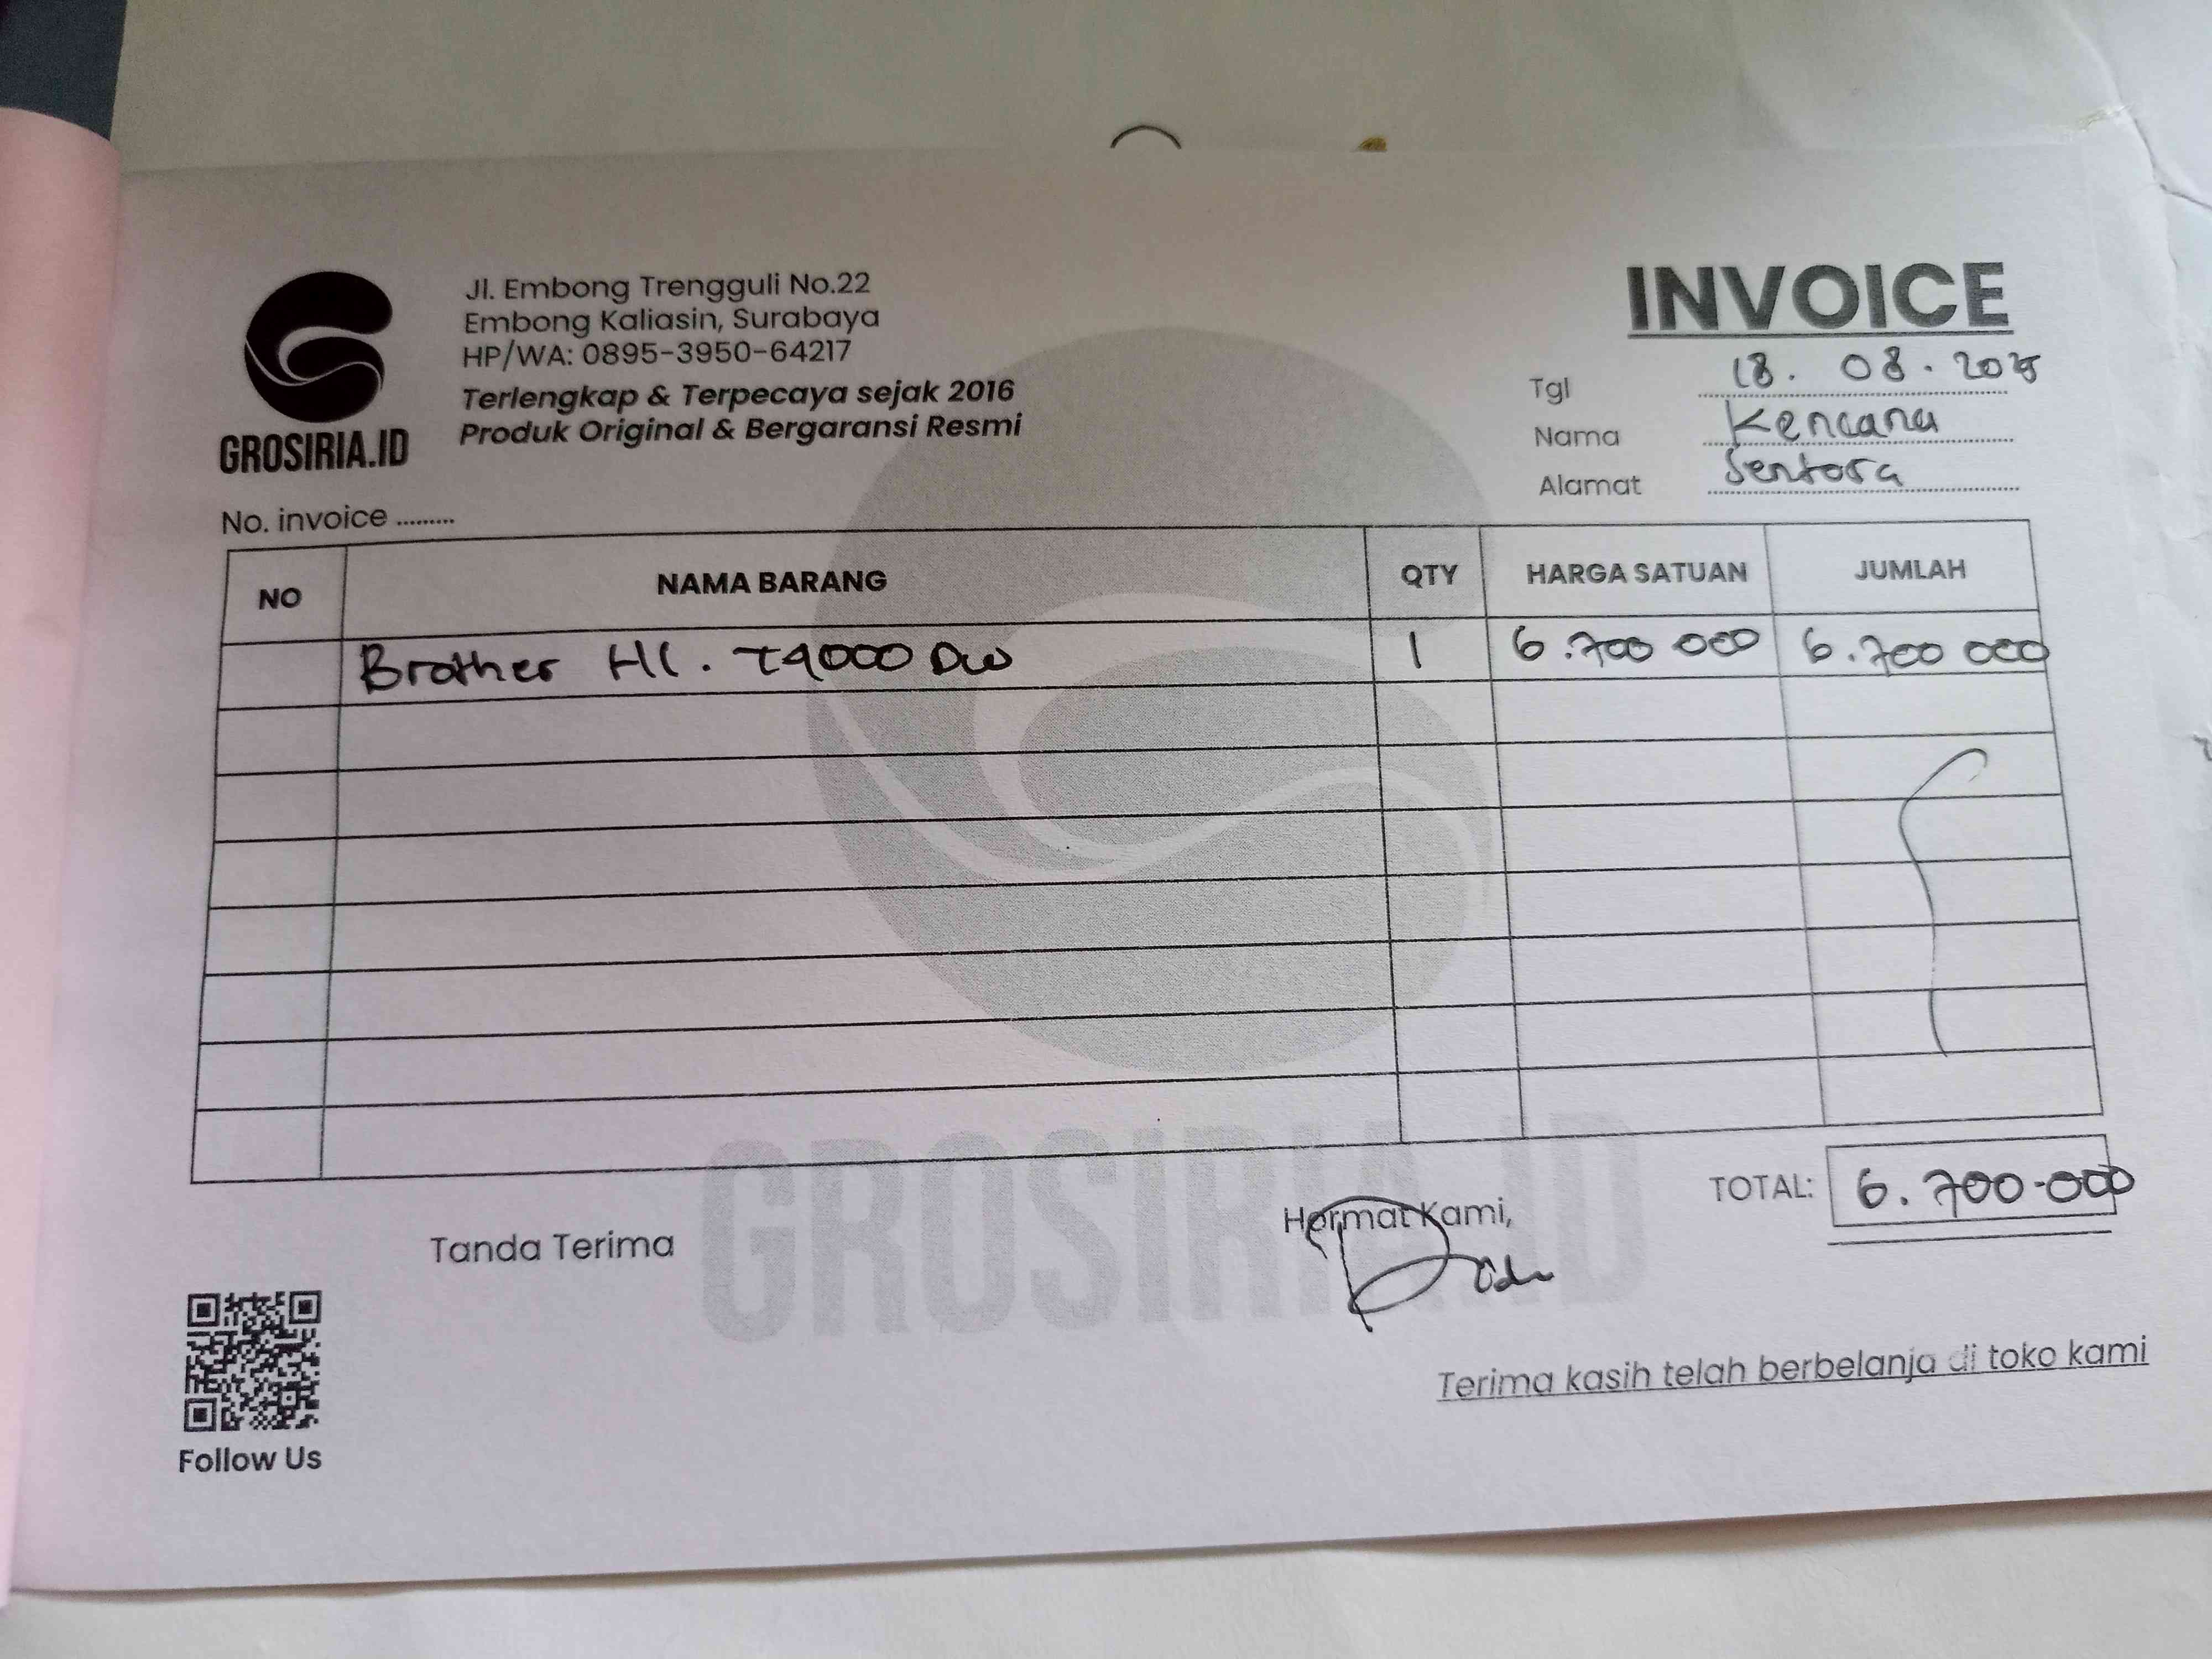 Jl. Embong Trengguli No.22
Embong Kaliasin, Surabaya
HP/WA: 0895-3950-64217
Terlengkap & Terpecaya sejak 2016
Produk Original & Bergaransi Resmi
GROSIRIA.ID
INVOICE
Tgl 18. 08. 2025
Nama Kencana
Alamat Sentosa
No. invoice .........
NO NAMA BARANG QTY HARGA SATUAN JUMLAH
Brother HL. T4000 DW 1 6.700 000 6.700 000
TOTAL: 6.700.000
Tanda Terima
Hormat Kami,
GROSIRIA.ID
Terima kasih telah berbelanja di toko kami
Follow Us